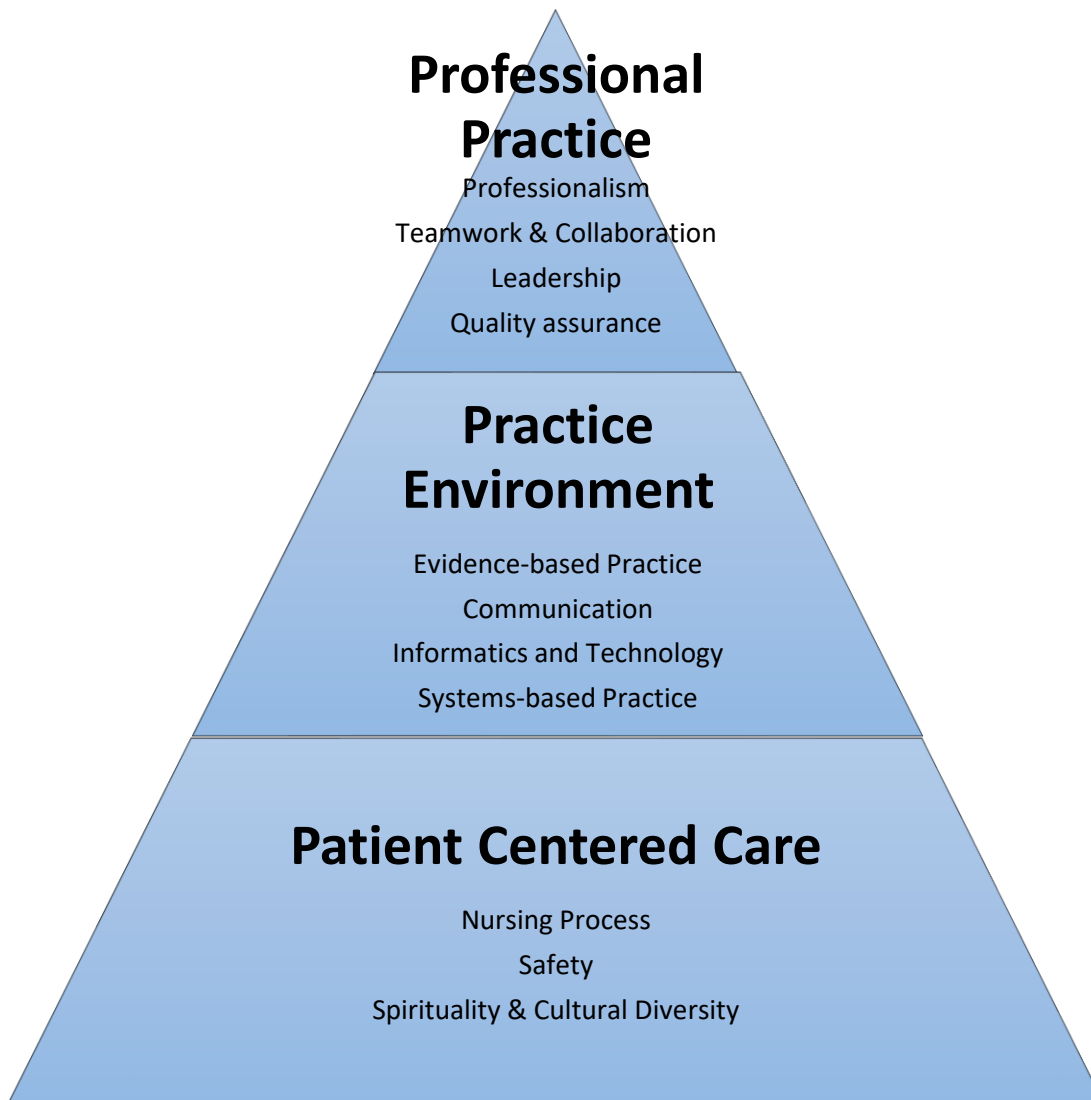 Professional
Practice
Professionalism
Teamwork & Collaboration
Leadership
Quality assurance
Practice
Environment
Evidence-based Practice
Communication
Informatics and Technology
Systems-based Practice
Patient Centered Care
Nursing Process
Safety
Spirituality & Cultural Diversity